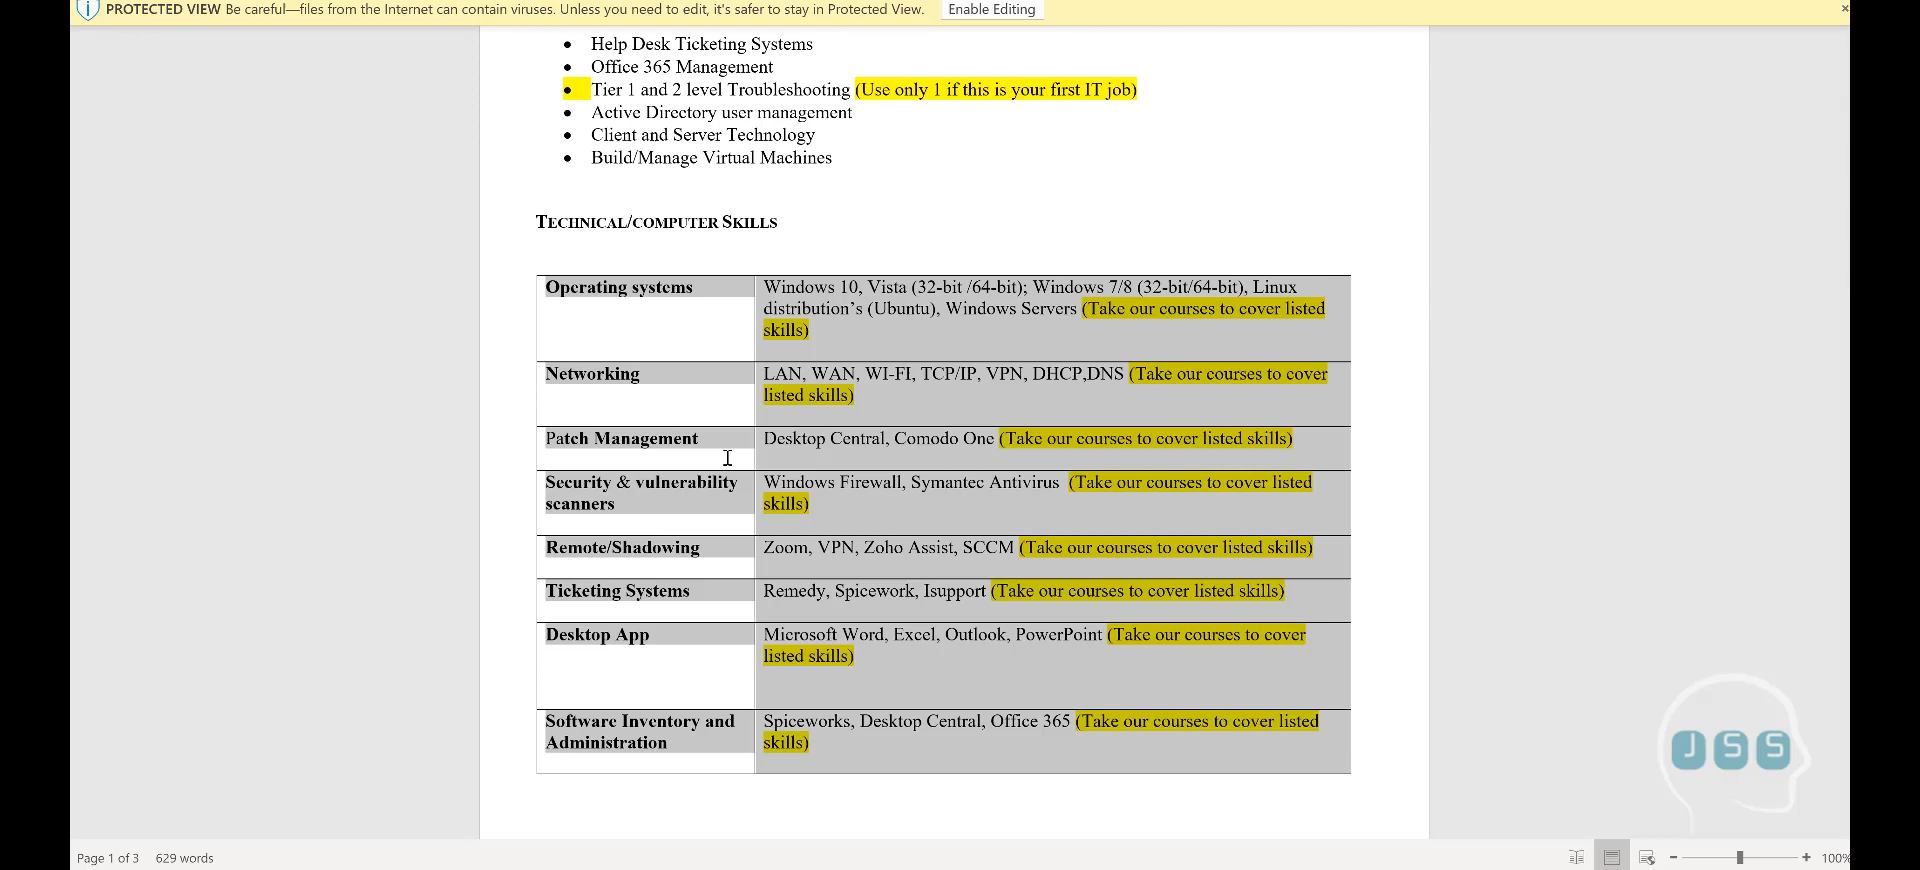 PROTECTED VIEW Be careful—files from the Internet can contain viruses. Unless you need to edit, it's safer to stay in Protected View. Enable Editing
Help Desk Ticketing Systems
Office 365 Management
Tier 1 and 2 level Troubleshooting (Use only 1 if this is your first IT job)
Active Directory user management
Client and Server Technology
Build/Manage Virtual Machines
TECHNICAL/COMPUTER SKILLS
Operating systems
Windows 10, Vista (32-bit /64-bit); Windows 7/8 (32-bit/64-bit), Linux
distribution’s (Ubuntu), Windows Servers (Take our courses to cover listed
skills)
Networking
LAN, WAN, WI-FI, TCP/IP, VPN, DHCP,DNS (Take our courses to cover
listed skills)
Patch Management
Desktop Central, Comodo One (Take our courses to cover listed skills)
Security & vulnerability
scanners
Windows Firewall, Symantec Antivirus (Take our courses to cover listed
skills)
Remote/Shadowing
Zoom, VPN, Zoho Assist, SCCM (Take our courses to cover listed skills)
Ticketing Systems
Remedy, Spicework, Isupport (Take our courses to cover listed skills)
Desktop App
Microsoft Word, Excel, Outlook, PowerPoint (Take our courses to cover
listed skills)
Software Inventory and
Administration
Spiceworks, Desktop Central, Office 365 (Take our courses to cover listed
skills)
JSS
Page 1 of 3 629 words
100%